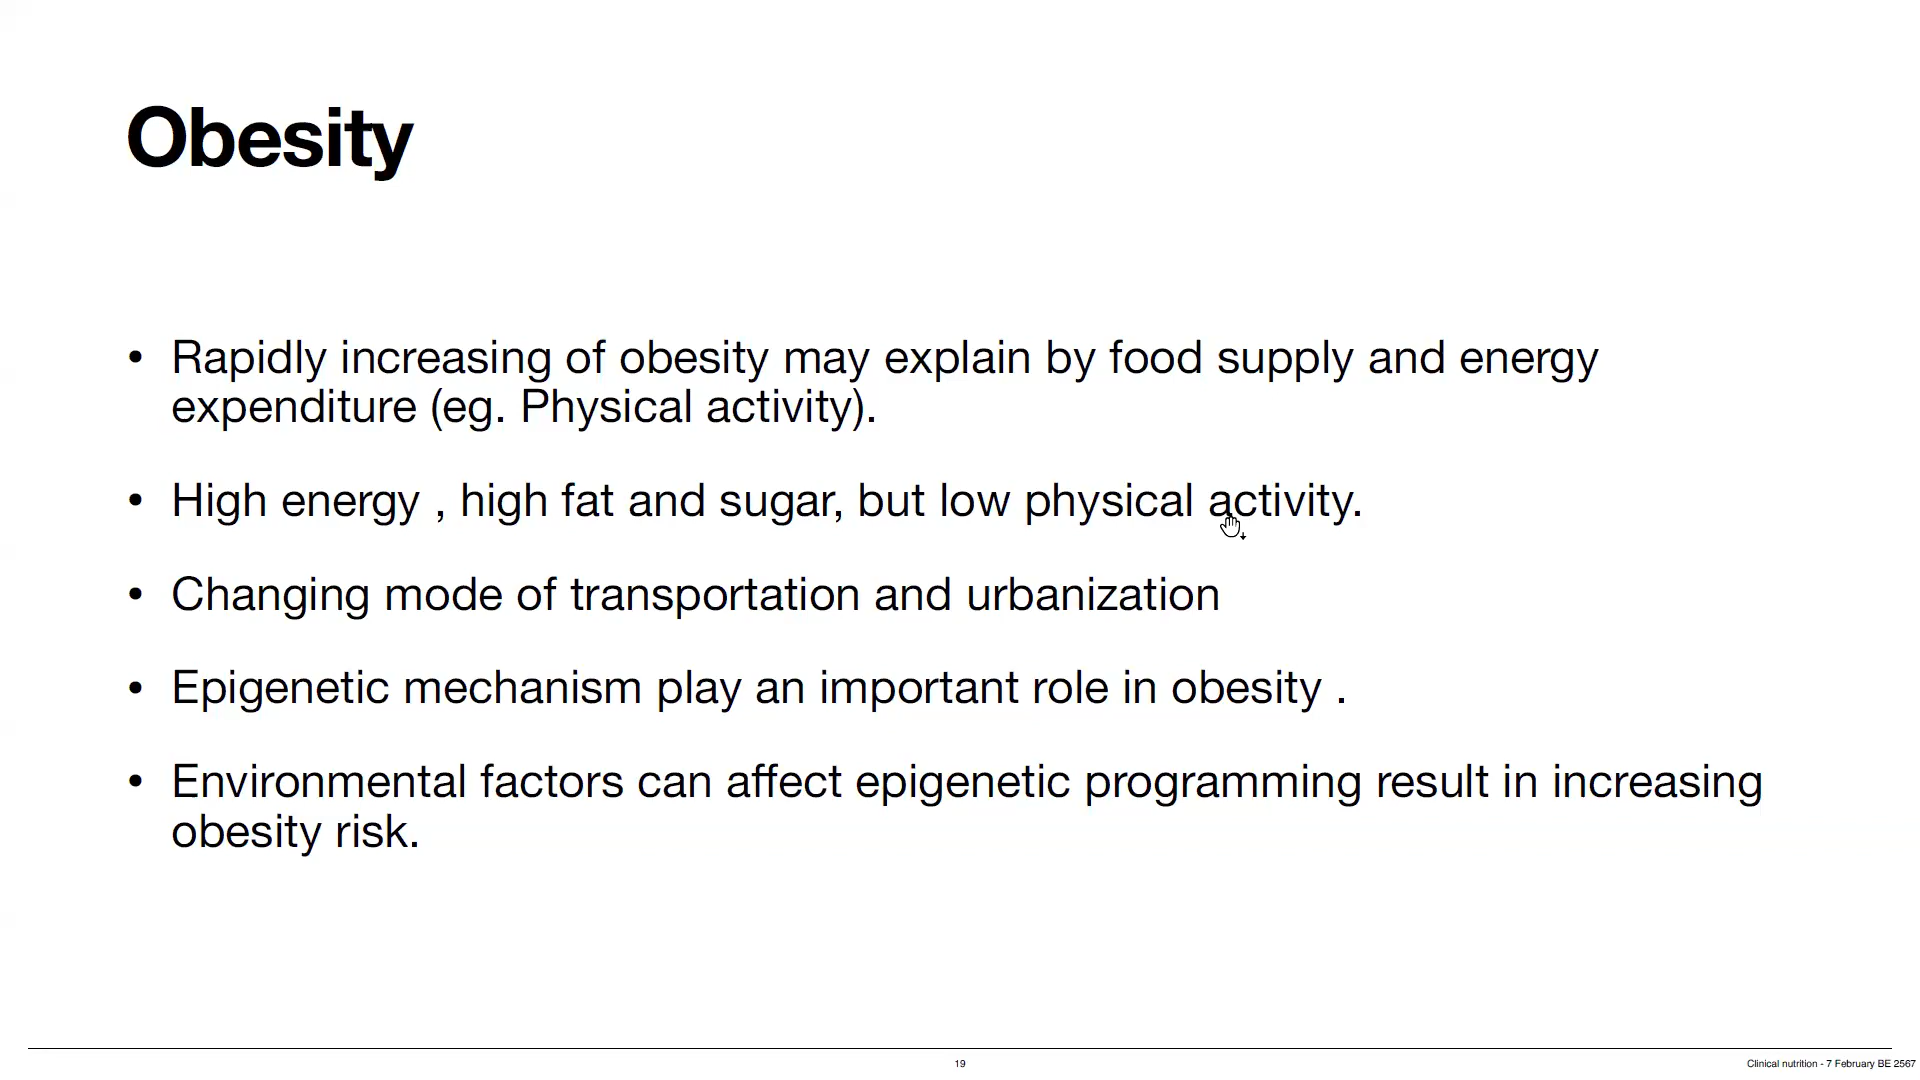 Obesity
• Rapidly increasing of obesity may explain by food supply and energy
expenditure (eg. Physical activity).
• High energy , high fat and sugar, but low physical activity.
• Changing mode of transportation and urbanization
• Epigenetic mechanism play an important role in obesity .
• Environmental factors can affect epigenetic programming result in increasing
obesity risk.
19
Clinical nutrition - 7 February BE 2567